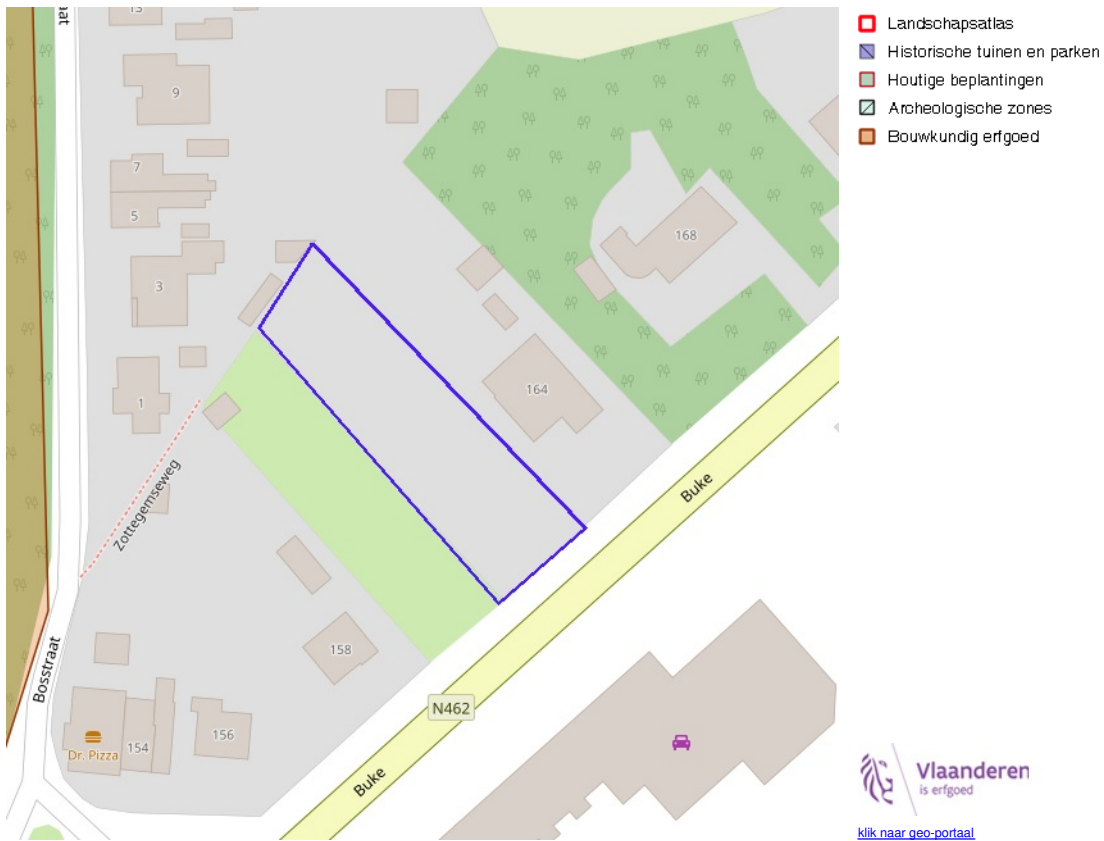 aat
13
9
7
5
3
1
168
164
Zottegemseweg
Buke
158
Bosstraat
N462
156
154
Dr. Pizza
Buke
Landschapsatlas
Historische tuinen en parken
Houtige beplantingen
Archeologische zones
Bouwkundig erfgoed
Vlaanderen
is erfgoed
klik naar geo-portaal